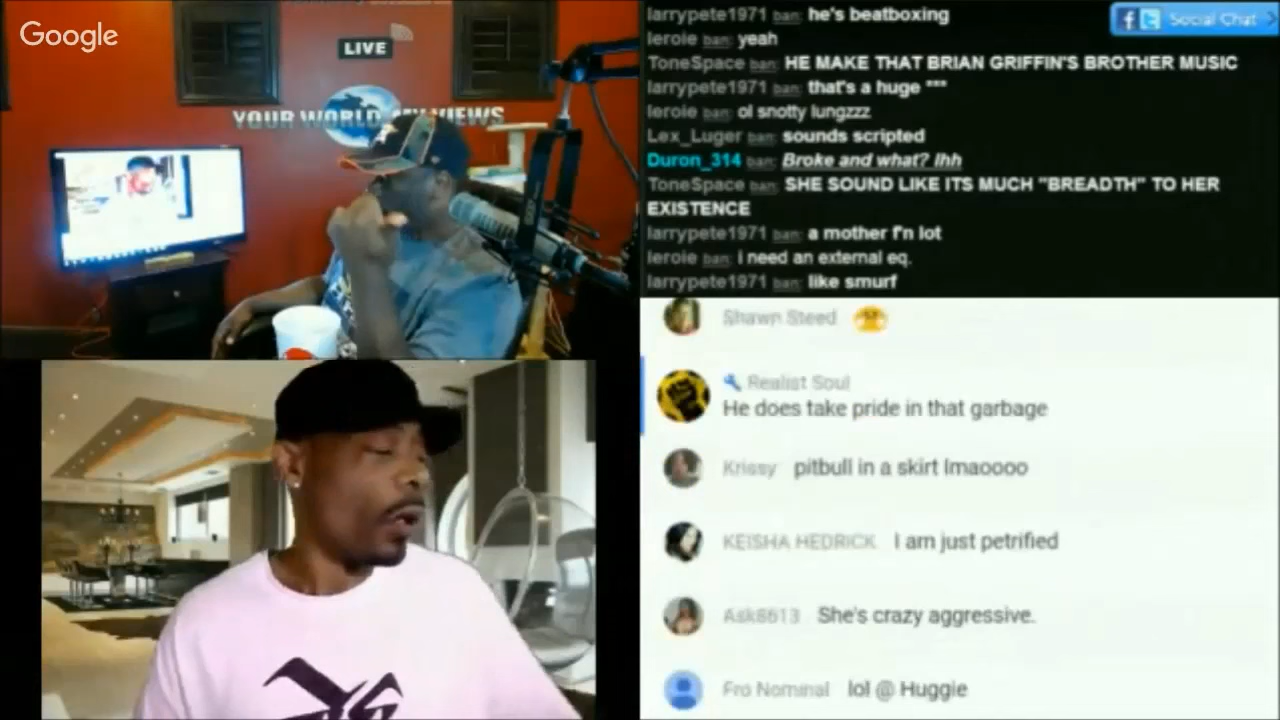 Google
LIVE
YOUR WORLD MY VIEWS
larrypete1971 ban: he's beatboxing
leroie ban: yeah
ToneSpace ban: HE MAKE THAT BRIAN GRIFFIN'S BROTHER MUSIC
larrypete1971 ban: that's a huge ***
leroie ban: ol snotty lungzzz
Lex_Luger ban: sounds scripted
Duron_314 ban: Broke and what? lhh
ToneSpace ban: SHE SOUND LIKE ITS MUCH "BREADTH" TO HER
EXISTENCE
larrypete1971 ban: a mother f'n lot
leroie ban: i need an external eq.
larrypete1971 ban: like smurf
Social Chat
Shawn Steed
Realist Soul
He does take pride in that garbage
Krissy pitbull in a skirt lmaoooo
KEISHA HEDRICK I am just petrified
Ask8613 She's crazy aggressive.
Fro Nominal lol @ Huggie